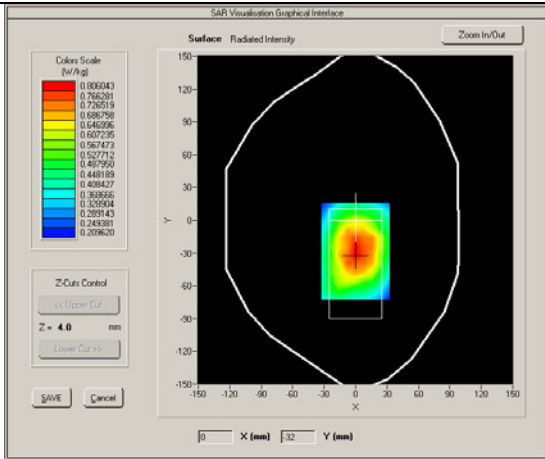 SAR Visualisation Graphical Interface
Surface Radiated Intensity
Zoom In/Out
Colors Scale
(W/kg)
0.806043
0.766281
0.726519
0.686758
0.646996
0.607235
0.567473
0.527712
0.487950
0.448189
0.408427
0.368666
0.328904
0.289143
0.249381
0.209620
Z-Cuts Control
<< Upper Cut
Z = 4.0 mm
Lower Cut >>
SAVE Cancel
150
120
90
60
30
Y
0
-30
-60
-90
-120
-150
-150 -120 -90 -60 -30 0 30 60 90 120 150
X
0 X (mm) -32 Y (mm)